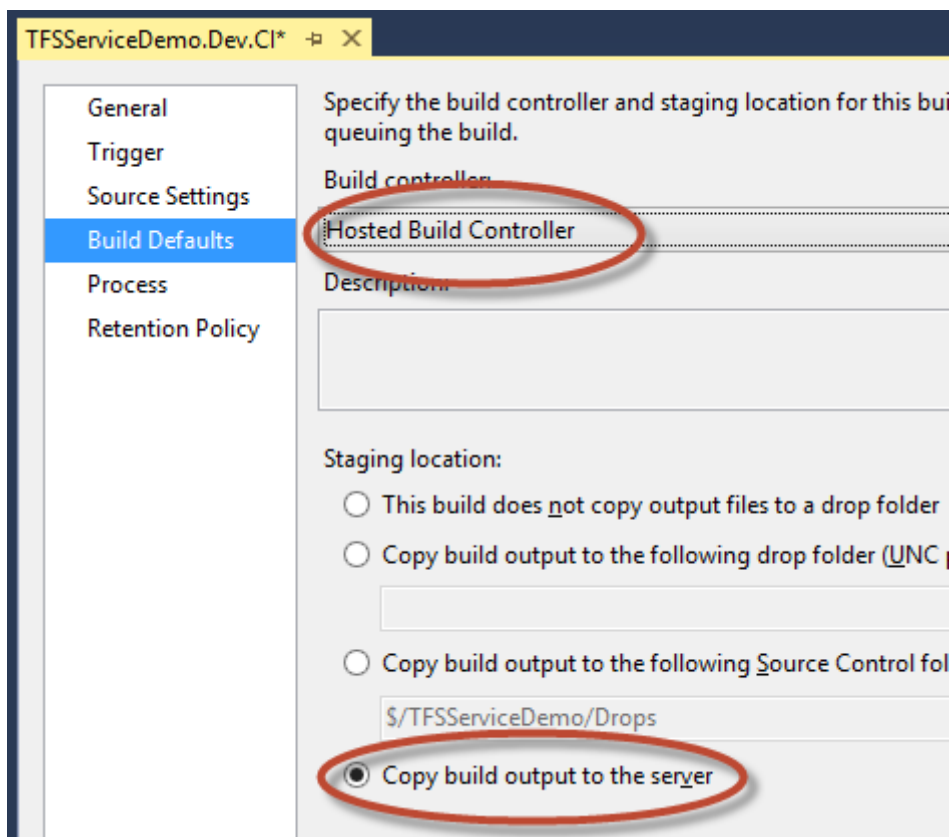 TFSServiceDemo.Dev.CI*
General
Trigger
Source Settings
Build Defaults
Process
Retention Policy
Specify the build controller and staging location for this bui
queuing the build.
Build controller:
Hosted Build Controller
Description:
Staging location:
This build does not copy output files to a drop folder
Copy build output to the following drop folder (UNC p
Copy build output to the following Source Control fol
$/TFSServiceDemo/Drops
Copy build output to the server